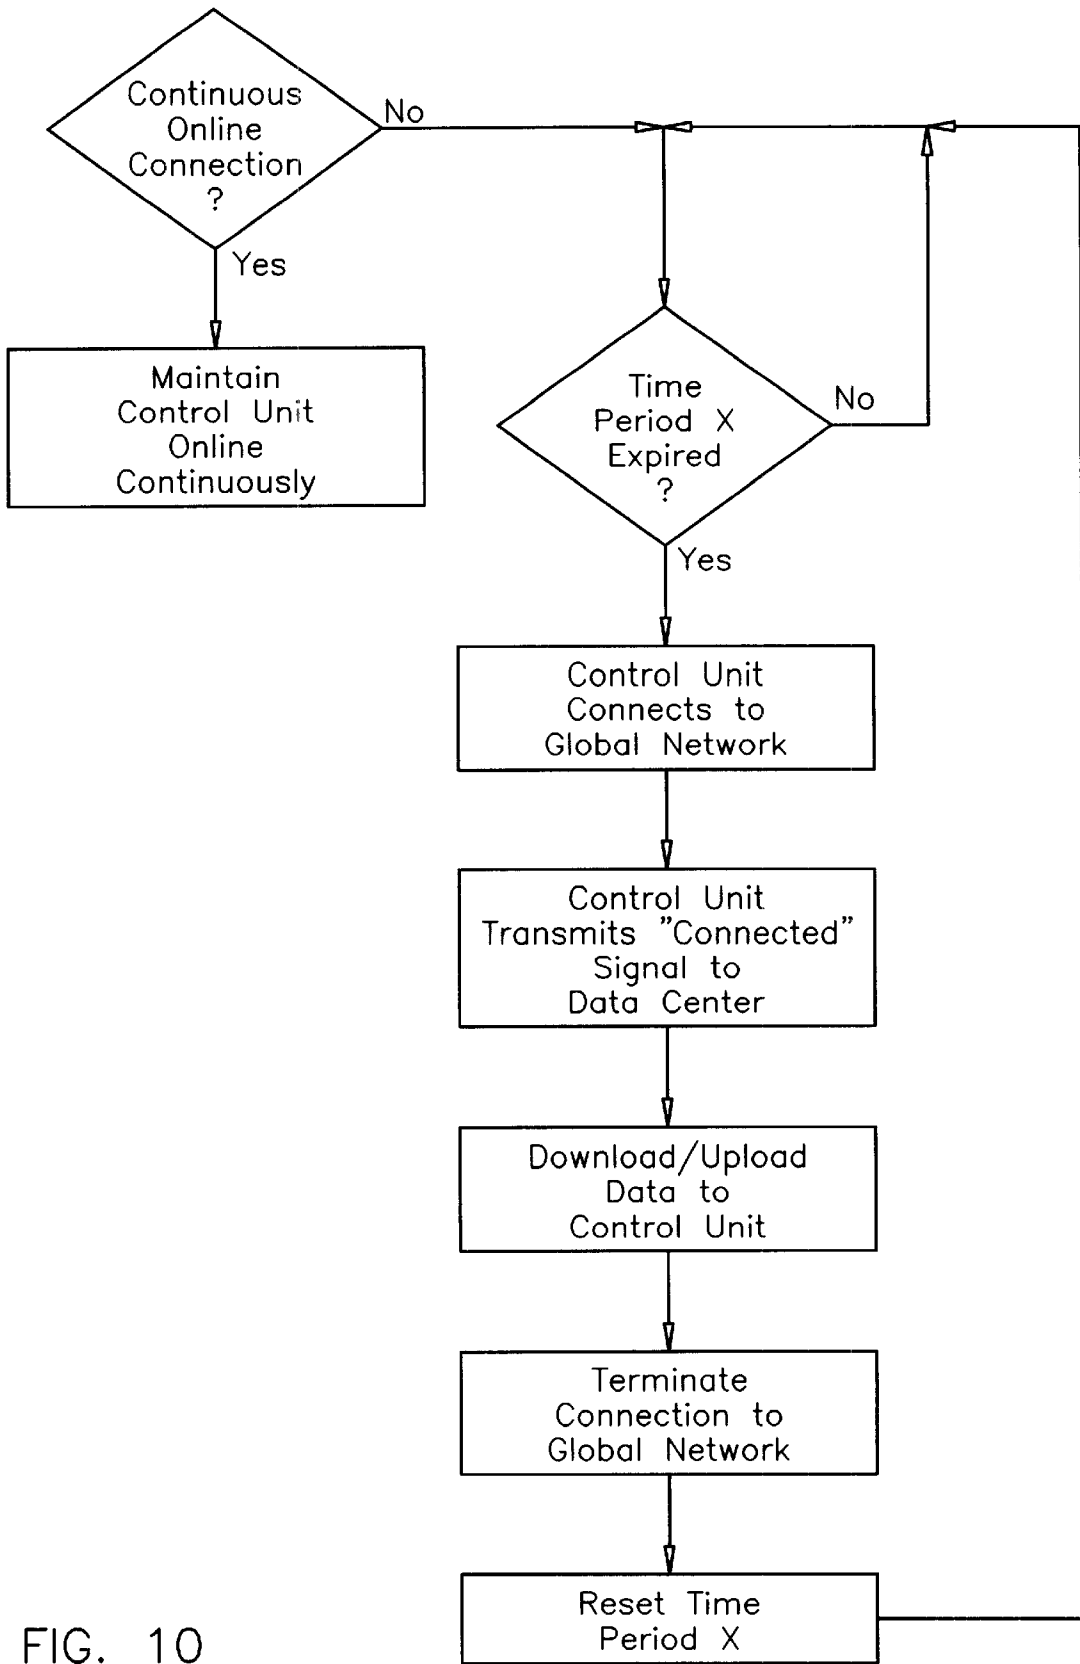 Continuous
Online
Connection
?
No
Yes
Maintain
Control Unit
Online
Continuously
Time
Period X
Expired
?
No
Yes
Control Unit
Connects to
Global Network
Control Unit
Transmits "Connected"
Signal to
Data Center
Download/Upload
Data to
Control Unit
Terminate
Connection to
Global Network
Reset Time
Period X
FIG. 10